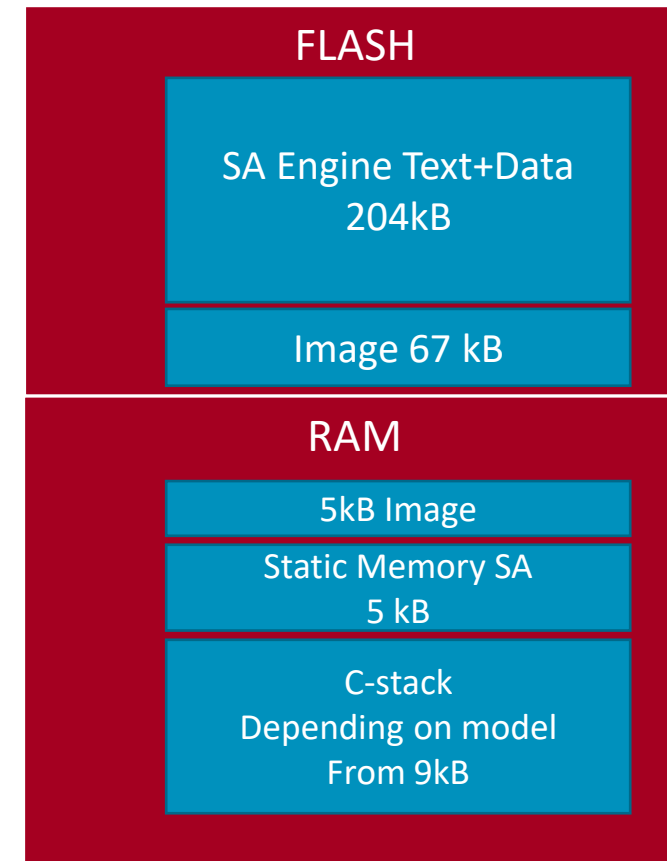 FLASH
SA Engine Text+Data
204kB
Image 67 kB
RAM
5kB Image
Static Memory SA
5 kB
C-stack
Depending on model
From 9kB